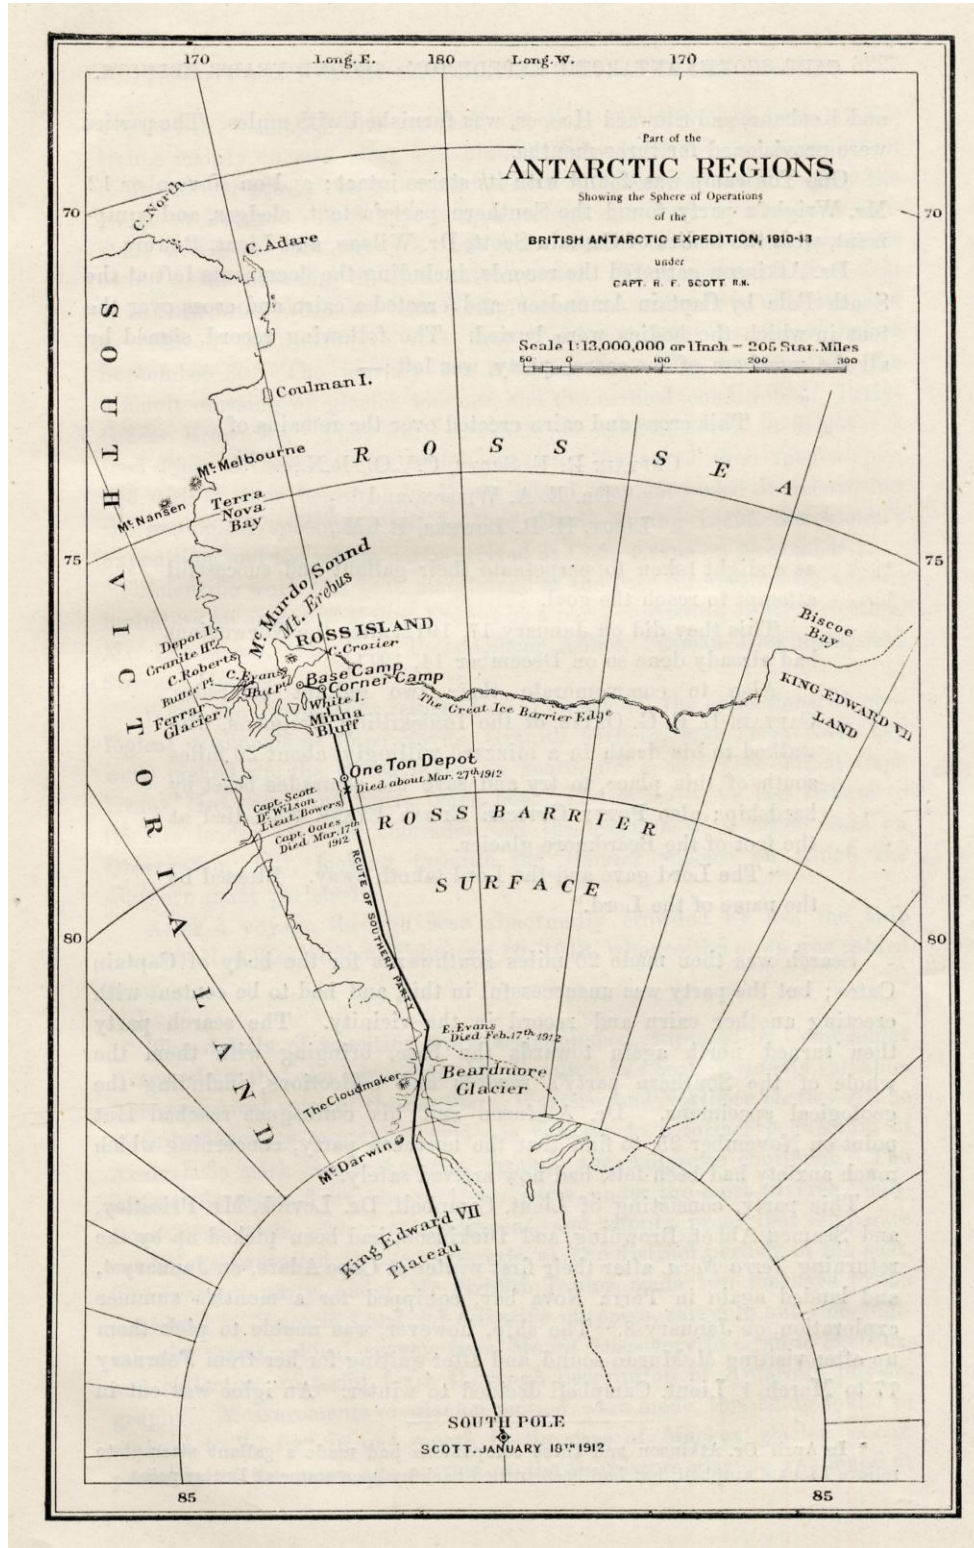 170
Long. E.
180
Long. W.
170
Part of the
ANTARCTIC REGIONS
Showing the Sphere of Operations
of the
BRITISH ANTARCTIC EXPEDITION, 1910-13
under
CAPT. R. F. SCOTT R.N.
Scale 1:13,000,000 or 1 Inch = 205 Stat. Miles
50 0 100 200 300
C. North
70
70
C. Adare
Coulman I.
SOUTH VICTORIA LAND
ROSS SEA
Mt. Melbourne
Mt. Nansen
Terra
Nova
Bay
75
75
Mc Murdo Sound
Mt. Erebus
ROSS ISLAND
C. Crozier
Depot I.
Granite Hr.
C. Roberts
Butter Pt.
C. Evans
Hut Pt.
Base Camp
Corner Camp
White I.
Ferrar
Glacier
Minna
Bluff
The Great Ice Barrier Edge
Biscoe
Bay
KING EDWARD VII
LAND
One Ton Depot
Died about Mar. 27th 1912
Capt. Scott
Dr. Wilson
Lieut. Bowers
Capt. Oates
Died Mar. 17th
1912
ROSS BARRIER
SURFACE
ROUTE OF SOUTHERN PARTY
80
80
E. Evans
Died Feb. 17th 1912
Beardmore
Glacier
The Cloudmaker
Mt. Darwin
King Edward VII
Plateau
SOUTH POLE
SCOTT. JANUARY 18TH 1912
85
85